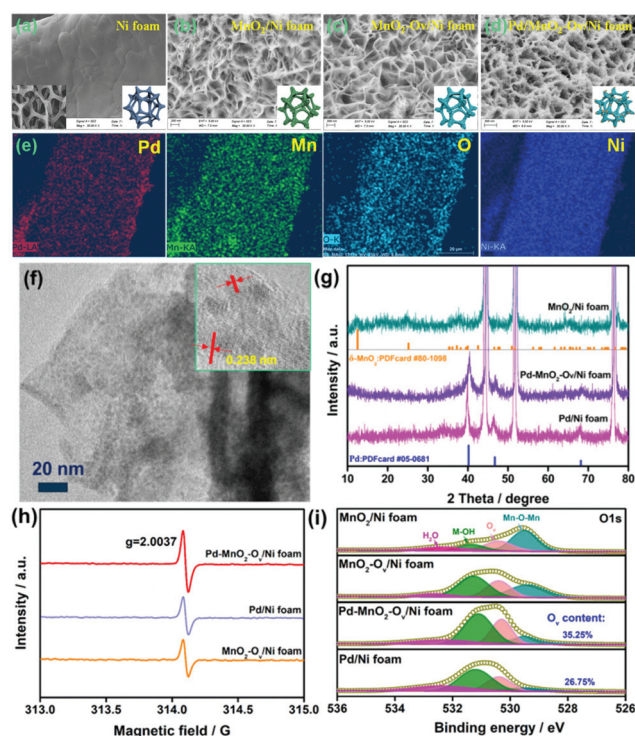 (a) Ni foam
(b) MnO2/Ni foam
(c) MnO2-Ov/Ni foam
(d) Pd/MnO2-Ov/Ni foam
(e) Pd
Pd-LA
Mn
Mn-KA
O
O-K
Ni
Ni-KA
(f)
0.238 nm
20 nm
(g)
Intensity / a.u.
MnO2/Ni foam
δ-MnO2:PDFcard #80-1098
Pd-MnO2-Ov/Ni foam
Pd/Ni foam
Pd:PDFcard #05-0681
10 20 30 40 50 60 70 80
2 Theta / degree
(h)
Intensity / a.u.
g=2.0037
Pd-MnO2-Ov/Ni foam
Pd/Ni foam
MnO2-Ov/Ni foam
313.0 313.5 314.0 314.5 315.0
Magnetic field / G
(i)
Intensity / a.u.
MnO2/Ni foam
O1s
H2O
M-OH
Ov
Mn-O-Mn
MnO2-Ov/Ni foam
Pd-MnO2-Ov/Ni foam
Ov content:
35.25%
Pd/Ni foam
26.75%
536 534 532 530 528 526
Binding energy / eV